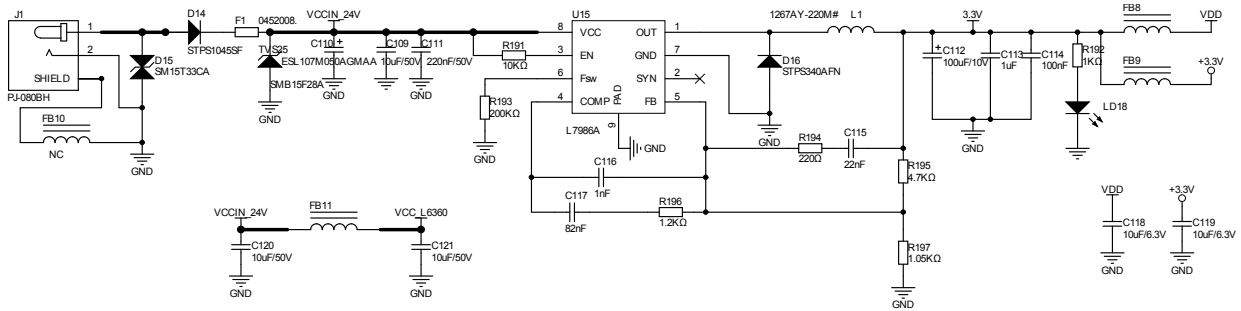 J1
1
2
SHIELD
PJ-080BH
FB10
NC
D15
SM15T33CA
GND
D14
STPS1045SF
F1
0452008.
TVS25
SMB15F28A
GND
VCCIN_24V
C110
ESL107M050AGMAA
GND
C109
10uF/50V
GND
C111
220nF/50V
GND
R191
10KΩ
R193
200KΩ
GND
U15
8
VCC
OUT
1
3
EN
GND
7
6
Fsw
SYN
2
4
COMP
FB
5
PAD
9
L7986A
GND
C116
1nF
C117
82nF
R196
1.2KΩ
1267AY-220M#
L1
D16
STPS340AFN
GND
R194
220Ω
C115
22nF
R195
4.7KΩ
R197
1.05KΩ
GND
3.3V
C112
100uF/10V
C113
1uF
C114
100nF
GND
R192
1KΩ
LD18
GND
FB8
VDD
FB9
+3.3V
VCCIN_24V
FB11
VCC_L6360
C120
10uF/50V
GND
C121
10uF/50V
GND
VDD
C118
10uF/6.3V
GND
+3.3V
C119
10uF/6.3V
GND